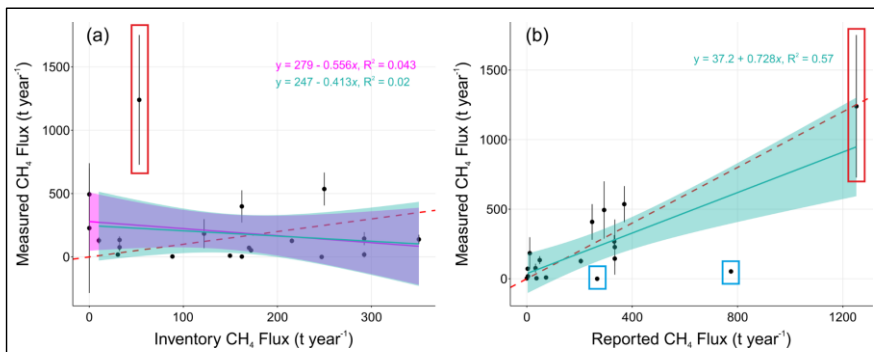 (a)
y = 279 - 0.556x, R² = 0.043
y = 247 - 0.413x, R² = 0.02
Measured CH₄ Flux (t year⁻¹)
1500
1000
500
0
0 100 200 300
Inventory CH₄ Flux (t year⁻¹)
(b)
y = 37.2 + 0.728x, R² = 0.57
Measured CH₄ Flux (t year⁻¹)
1500
1000
500
0
0 400 800 1200
Reported CH₄ Flux (t year⁻¹)